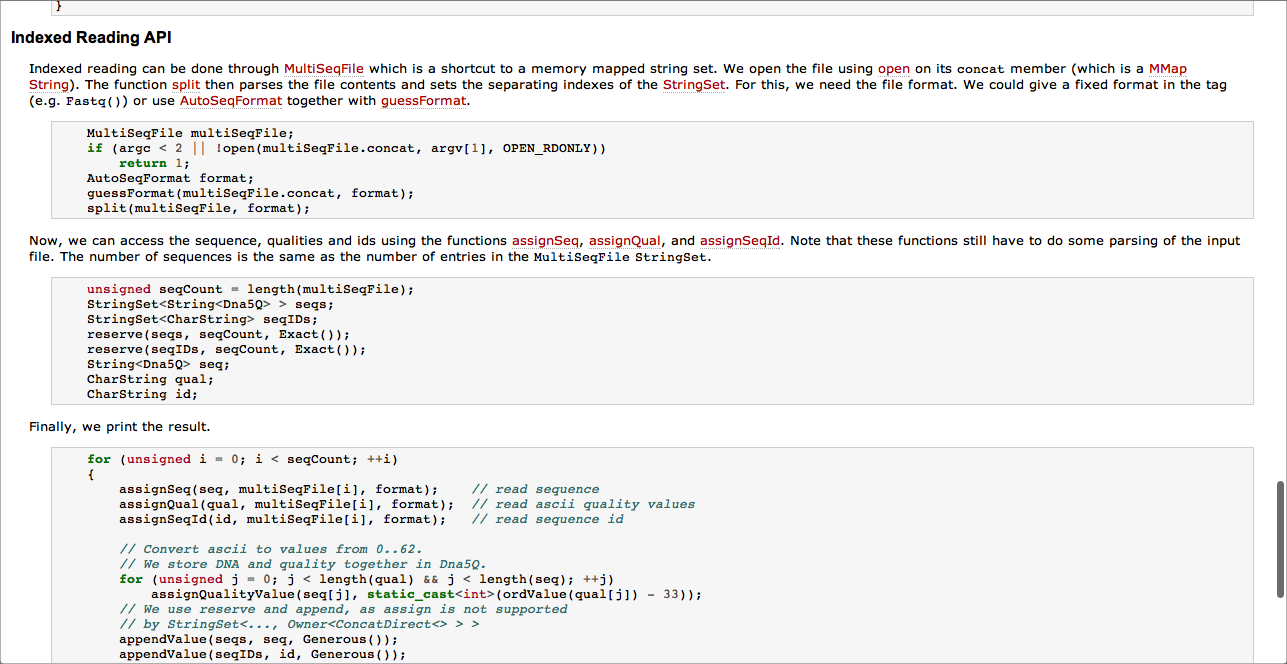 }
Indexed Reading API
Indexed reading can be done through MultiSeqFile which is a shortcut to a memory mapped string set. We open the file using open on its concat member (which is a MMap
String). The function split then parses the file contents and sets the separating indexes of the StringSet. For this, we need the file format. We could give a fixed format in the tag
(e.g. Fastq()) or use AutoSeqFormat together with guessFormat.
MultiSeqFile multiSeqFile;
if (argc < 2 || !open(multiSeqFile.concat, argv[1], OPEN_RDONLY))
    return 1;
AutoSeqFormat format;
guessFormat(multiSeqFile.concat, format);
split(multiSeqFile, format);
Now, we can access the sequence, qualities and ids using the functions assignSeq, assignQual, and assignSeqId. Note that these functions still have to do some parsing of the input
file. The number of sequences is the same as the number of entries in the MultiSeqFile StringSet.
unsigned seqCount = length(multiSeqFile);
StringSet<String<Dna5Q> > seqs;
StringSet<CharString> seqIDs;
reserve(seqs, seqCount, Exact());
reserve(seqIDs, seqCount, Exact());
String<Dna5Q> seq;
CharString qual;
CharString id;
Finally, we print the result.
for (unsigned i = 0; i < seqCount; ++i)
{
    assignSeq(seq, multiSeqFile[i], format);    // read sequence
    assignQual(qual, multiSeqFile[i], format);  // read ascii quality values
    assignSeqId(id, multiSeqFile[i], format);   // read sequence id
    // Convert ascii to values from 0..62.
    // We store DNA and quality together in Dna5Q.
    for (unsigned j = 0; j < length(qual) && j < length(seq); ++j)
        assignQualityValue(seq[j], static_cast<int>(ordValue(qual[j]) - 33));
    // We use reserve and append, as assign is not supported
    // by StringSet<..., Owner<ConcatDirect<> > >
    appendValue(seqs, seq, Generous());
    appendValue(seqIDs, id, Generous());